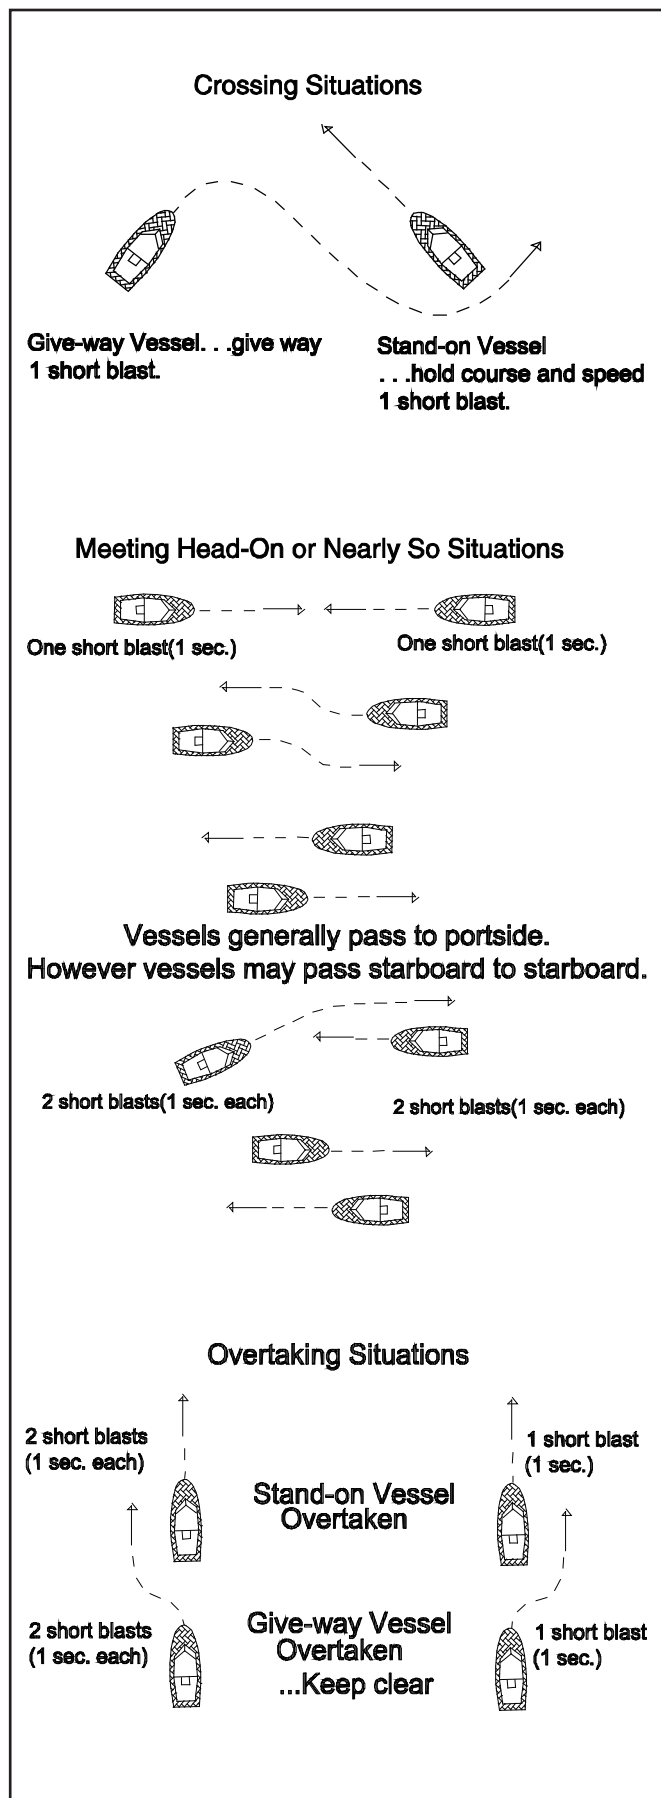 Crossing Situations
Give-way Vessel. . .give way
1 short blast.
Stand-on Vessel
. . .hold course and speed
1 short blast.
Meeting Head-On or Nearly So Situations
One short blast(1 sec.)
One short blast(1 sec.)
Vessels generally pass to portside.
However vessels may pass starboard to starboard.
2 short blasts(1 sec. each)
2 short blasts(1 sec. each)
Overtaking Situations
2 short blasts
(1 sec. each)
1 short blast
(1 sec.)
Stand-on Vessel
Overtaken
2 short blasts
(1 sec. each)
Give-way Vessel
Overtaken
...Keep clear
1 short blast
(1 sec.)